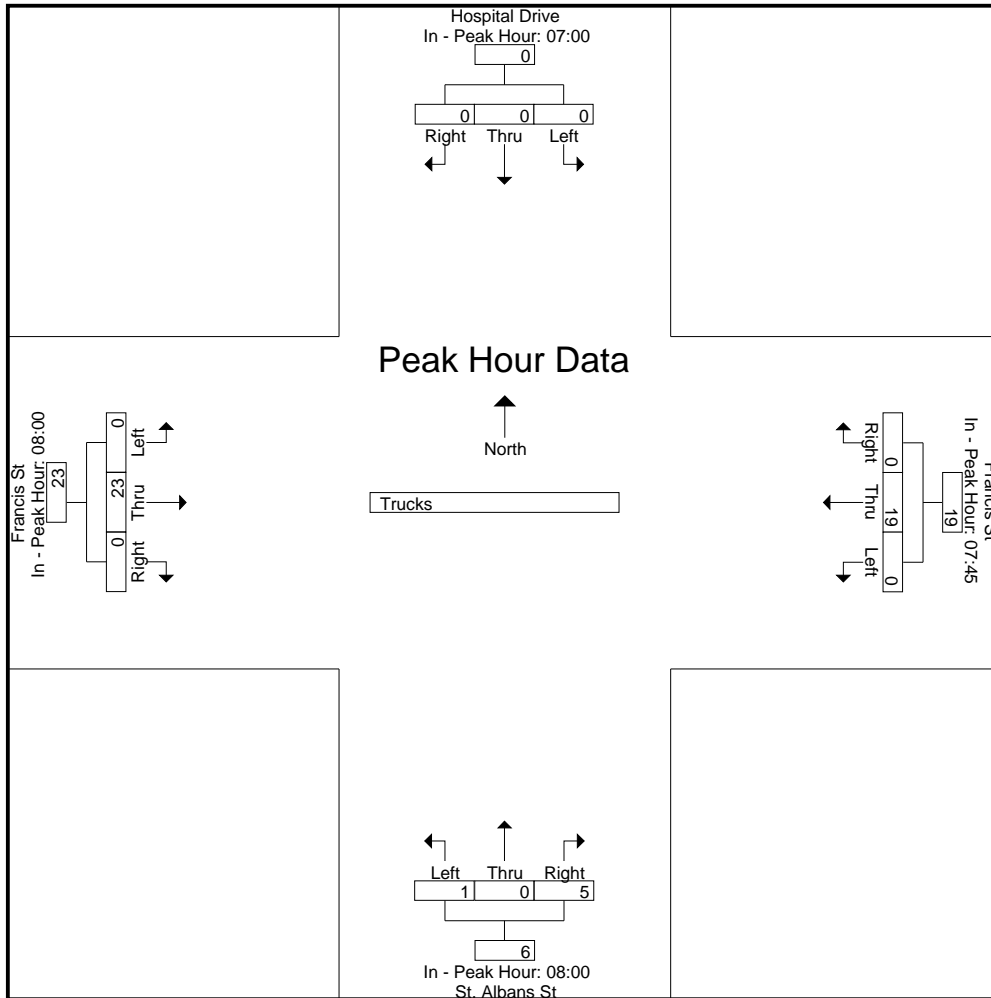 Hospital Drive
In - Peak Hour: 07:00
0
0 0 0
Right Thru Left
Peak Hour Data
North
Trucks
Francis St
In - Peak Hour: 08:00
23
0 23 0
Left Thru Right
Right Thru Left
0 19 0
19
In - Peak Hour: 07:45
Francis St
Left Thru Right
1 0 5
6
In - Peak Hour: 08:00
St. Albans St